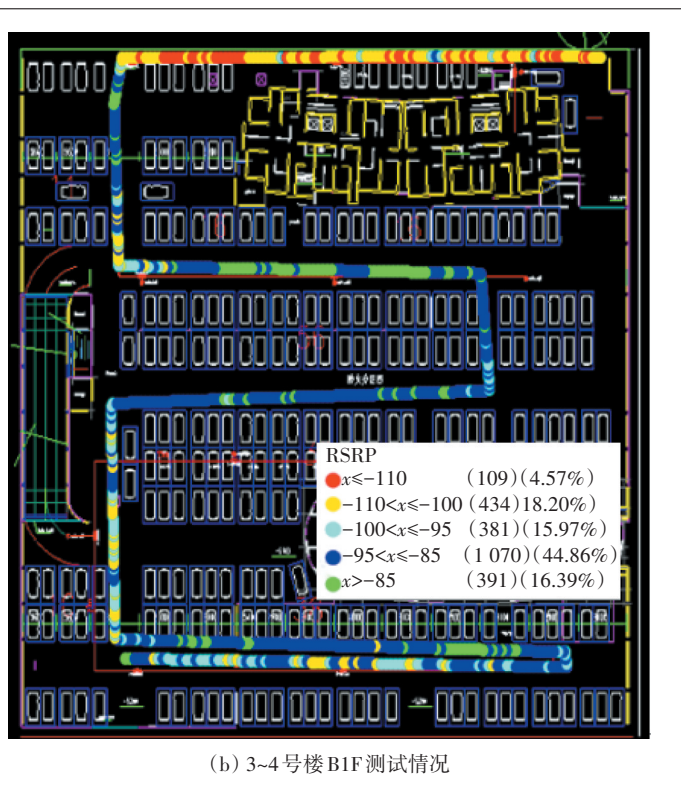 RSRP
x≤-110 (109)(4.57%)
-110<x≤-100 (434)18.20%)
-100<x≤-95 (381)(15.97%)
-95<x≤-85 (1 070)(44.86%)
x>-85 (391)(16.39%)
(b) 3~4号楼B1F测试情况